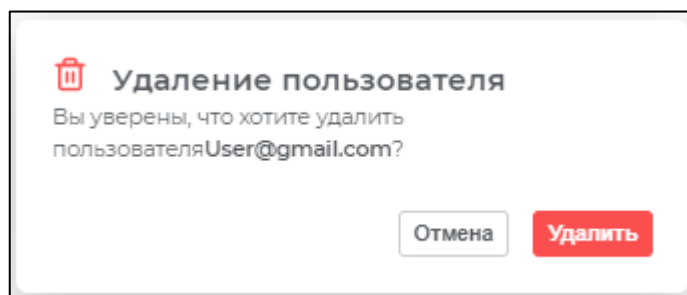 Удаление пользователя
Вы уверены, что хотите удалить
пользователяUser@gmail.com?
Отмена
Удалить